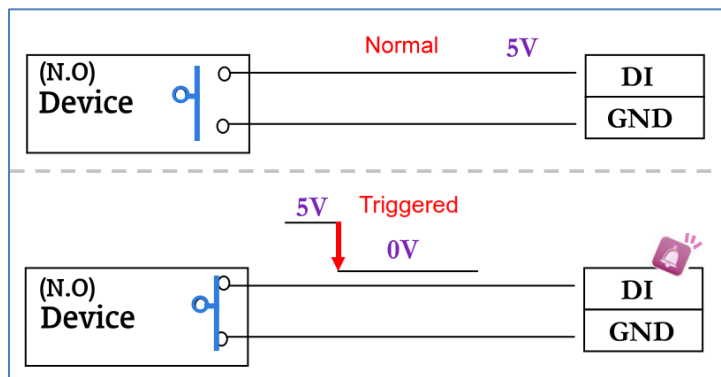 Normal
5V
(N.O)
Device
DI
GND
5V
Triggered
0V
(N.O)
Device
DI
GND